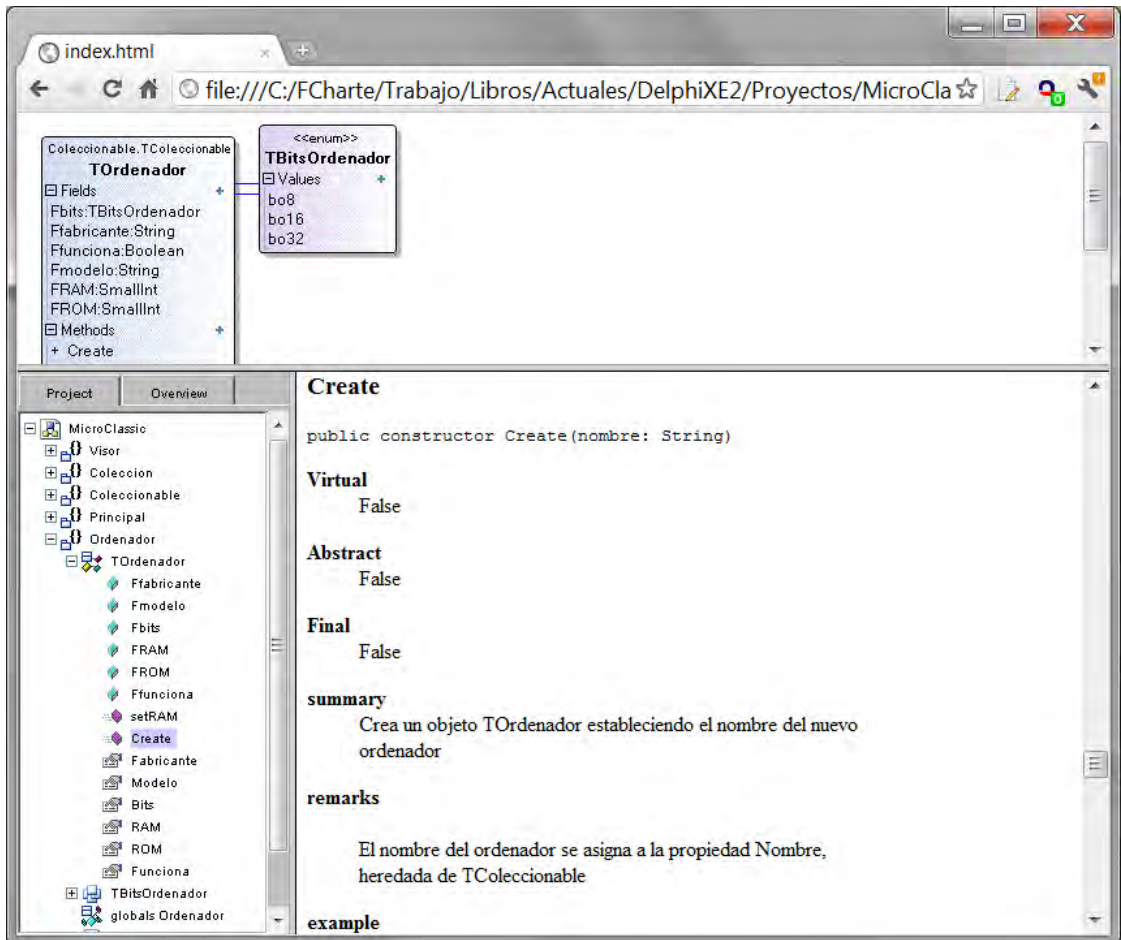 index.html
file:///C:/FCharte/Trabajo/Libros/Actuales/DelphiXE2/Proyectos/MicroCla
Coleccionable.TColeccionable
TOrdenador
Fields
Fbits:TBitsOrdenador
Ffabricante:String
Ffunciona:Boolean
Fmodelo:String
FRAM:SmallInt
FROM:SmallInt
Methods
+ Create
<<enum>>
TBitsOrdenador
Values
bo8
bo16
bo32
Project
Overview
MicroClassic
Visor
Coleccion
Coleccionable
Principal
Ordenador
TOrdenador
Ffabricante
Fmodelo
Fbits
FRAM
FROM
Ffunciona
setRAM
Create
Fabricante
Modelo
Bits
RAM
ROM
Funciona
TBitsOrdenador
globals Ordenador
Create
public constructor Create(nombre: String)
Virtual
False
Abstract
False
Final
False
summary
Crea un objeto TOrdenador estableciendo el nombre del nuevo
ordenador
remarks
El nombre del ordenador se asigna a la propiedad Nombre,
heredada de TColeccionable
example